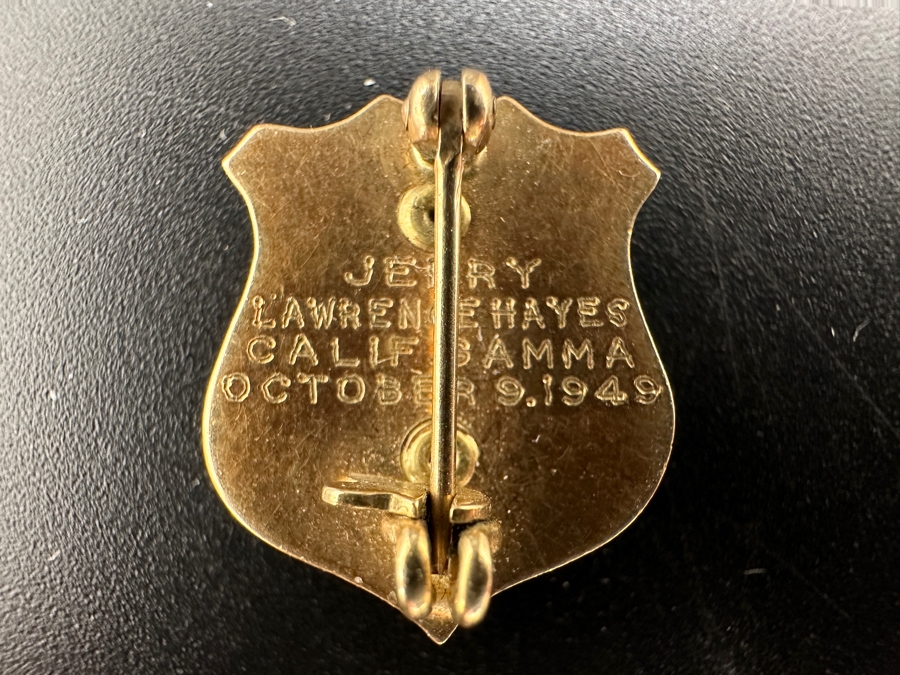 JERRY
LAWRENCE HAYES
CALIF. GAMMA
OCTOBER 9.1949